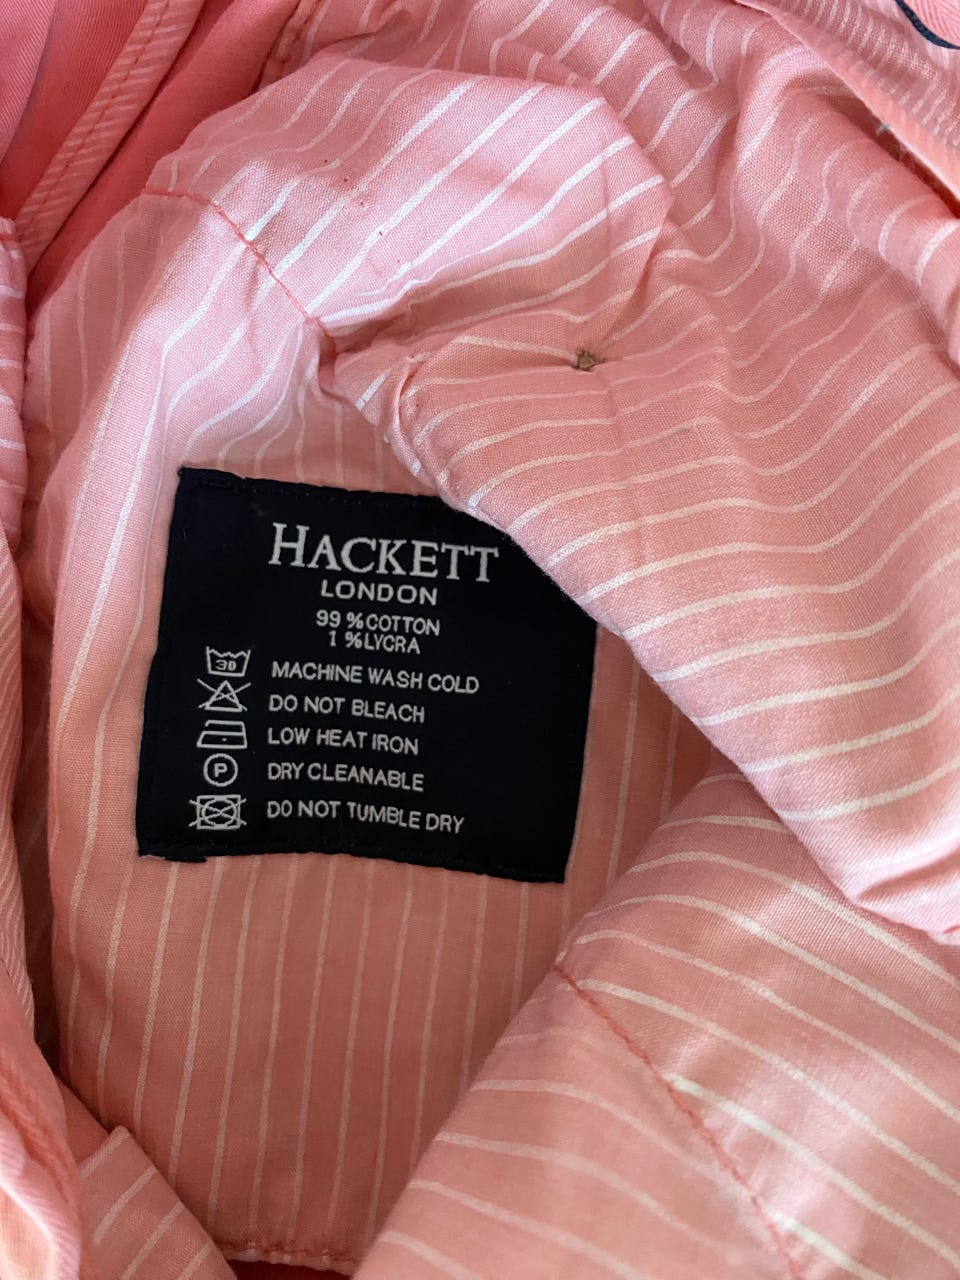 HACKETT
LONDON
99 % COTTON
1 % LYCRA
30 MACHINE WASH COLD
DO NOT BLEACH
LOW HEAT IRON
P DRY CLEANABLE
DO NOT TUMBLE DRY